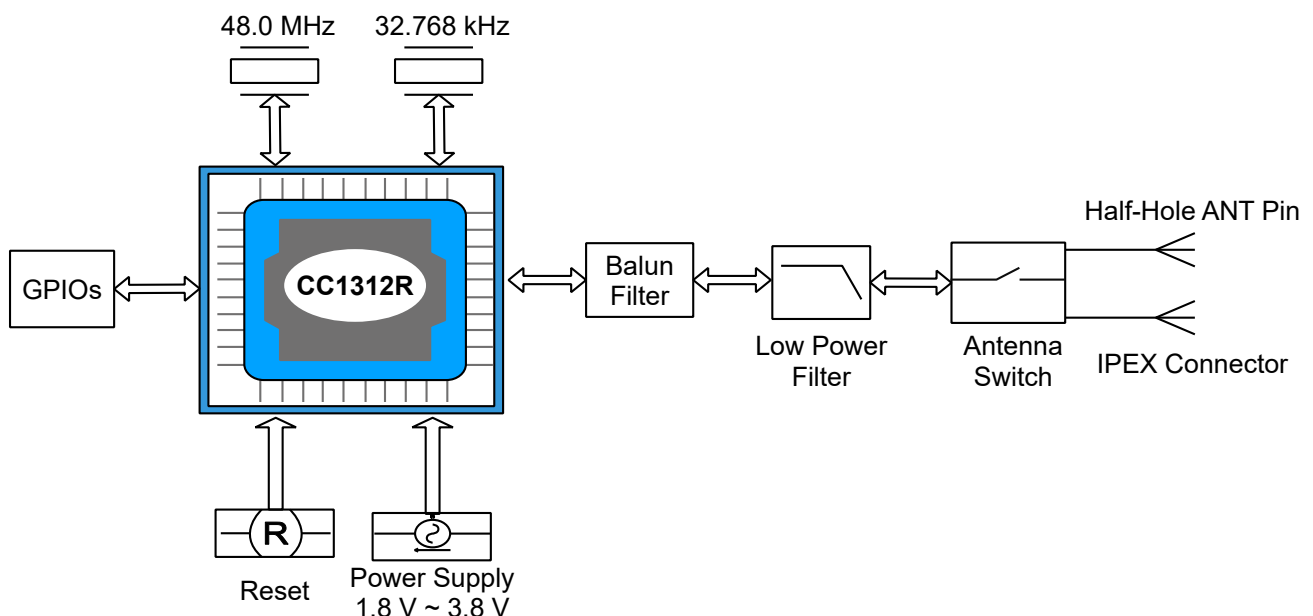 48.0 MHz
32.768 kHz
Half-Hole ANT Pin
GPIOs
CC1312R
Balun
Filter
Low Power
Filter
Antenna
Switch
IPEX Connector
R
Reset
Power Supply
1.8 V ~ 3.8 V